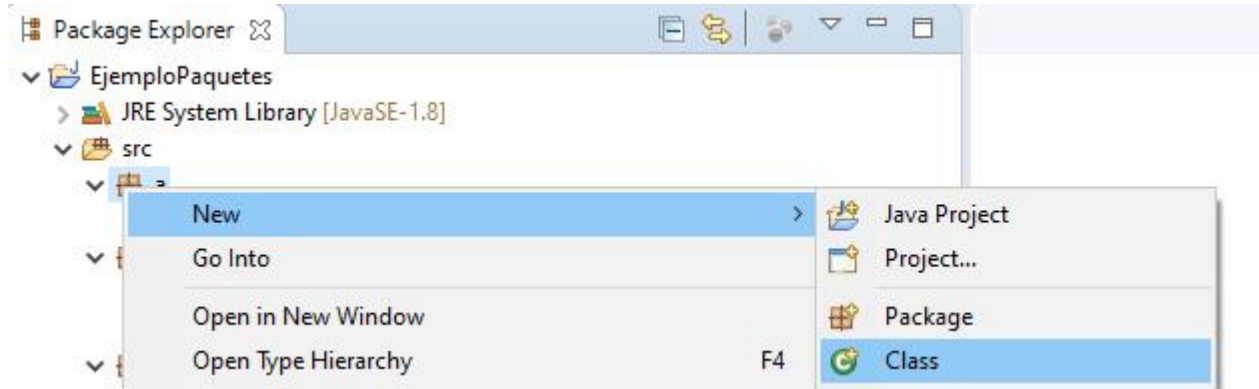 Package Explorer
EjemploPaquetes
JRE System Library [JavaSE-1.8]
src
a
New
Java Project
Go Into
Project...
Open in New Window
Package
Open Type Hierarchy F4
Class